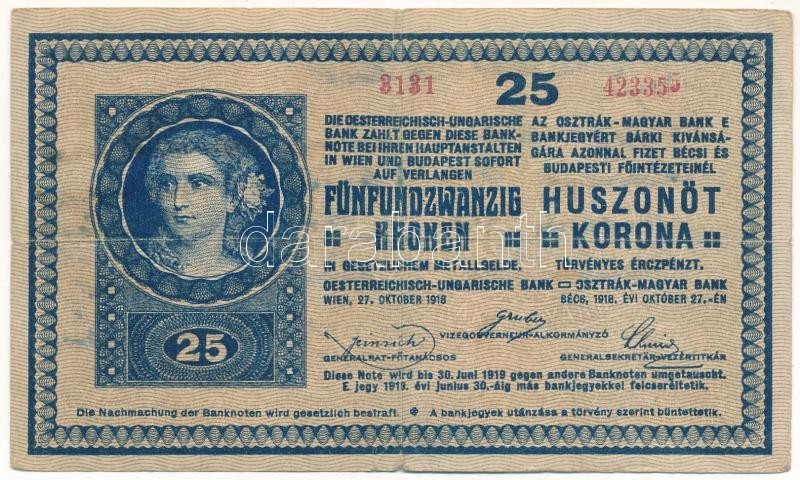 3131 25 423355
DIE OESTERREICHISCH-UNGARISCHE
BANK ZAHLT GEGEN DIESE BANK-
NOTE BEI IHREN HAUPTANSTALTEN
IN WIEN UND BUDAPEST SOFORT
AUF VERLANGEN
FÜNFUNDZWANZIG
KRONEN
IN GESETZLICHEM METALLGELDE.
AZ OSZTRÁK-MAGYAR BANK E
BANKJEGYÉRT BÁRKI KIVÁNSÁ-
GÁRA AZONNAL FIZET BÉCSI ÉS
BUDAPESTI FŐINTÉZETEINÉL
HUSZONÖT
KORONA
TÖRVÉNYES ÉRCZPÉNZT.
OESTERREICHISCH-UNGARISCHE BANK OSZTRÁK-MAGYAR BANK
WIEN, 27. OKTOBER 1918 BÉCS, 1918. ÉVI OKTÓBER 27.-ÉN
Gruber
VIZEGOUVERNEUR-ALKORMÁNYZÓ
GENERALRAT-FŐTANÁCSOS
GENERALSEKRETÄR-VEZÉRTITKÁR
Diese Note wird bis 30. Juni 1919 gegen andere Banknoten umgetauscht.
E jegy 1919. évi junius 30.-áig más bankjegyekkel felcseréltetik.
25
Die Nachmachung der Banknoten wird gesetzlich bestraft. A bankjegyek utánzása a törvény szerint büntettetik.
darabanth